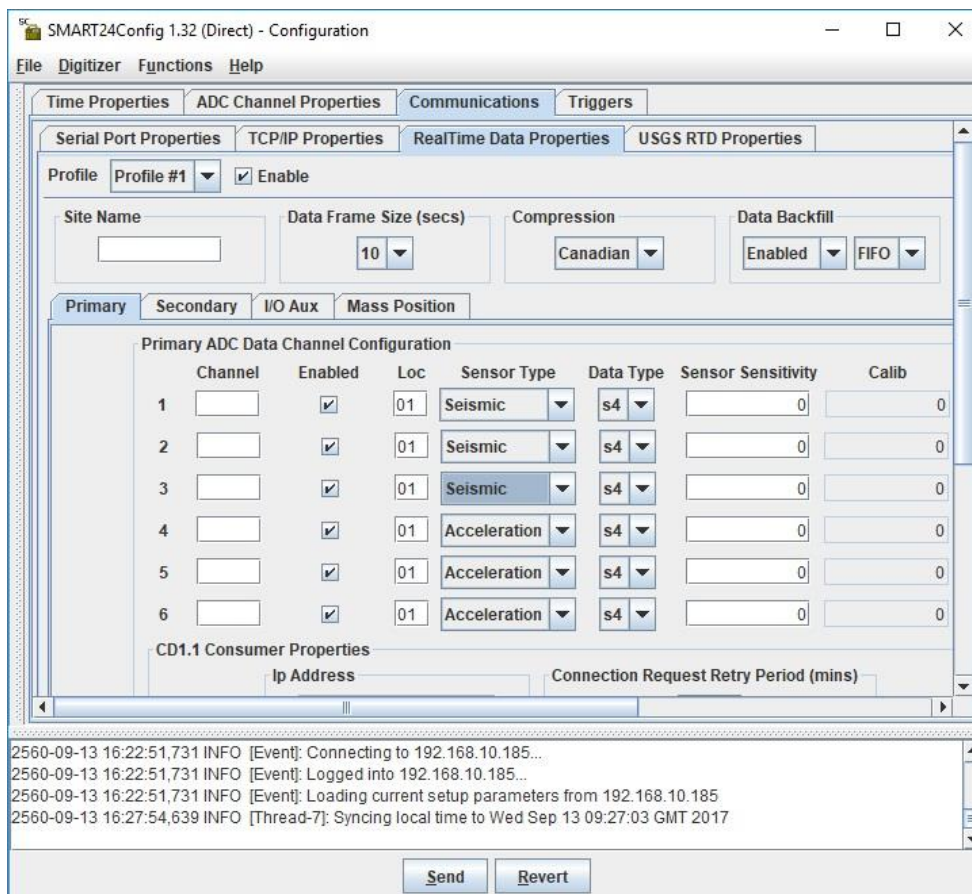 SMART24Config 1.32 (Direct) - Configuration
File Digitizer Functions Help
Time Properties ADC Channel Properties Communications Triggers
Serial Port Properties TCP/IP Properties RealTime Data Properties USGS RTD Properties
Profile Profile #1 Enable
Site Name Data Frame Size (secs) Compression Data Backfill
10 Canadian Enabled FIFO
Primary Secondary I/O Aux Mass Position
Primary ADC Data Channel Configuration
Channel Enabled Loc Sensor Type Data Type Sensor Sensitivity Calib
1 01 Seismic s4 0 0
2 01 Seismic s4 0 0
3 01 Seismic s4 0 0
4 01 Acceleration s4 0 0
5 01 Acceleration s4 0 0
6 01 Acceleration s4 0 0
CD1.1 Consumer Properties
Ip Address Connection Request Retry Period (mins)
2560-09-13 16:22:51,731 INFO [Event]: Connecting to 192.168.10.185...
2560-09-13 16:22:51,731 INFO [Event]: Logged into 192.168.10.185...
2560-09-13 16:22:51,731 INFO [Event]: Loading current setup parameters from 192.168.10.185
2560-09-13 16:27:54,639 INFO [Thread-7]: Syncing local time to Wed Sep 13 09:27:03 GMT 2017
Send Revert